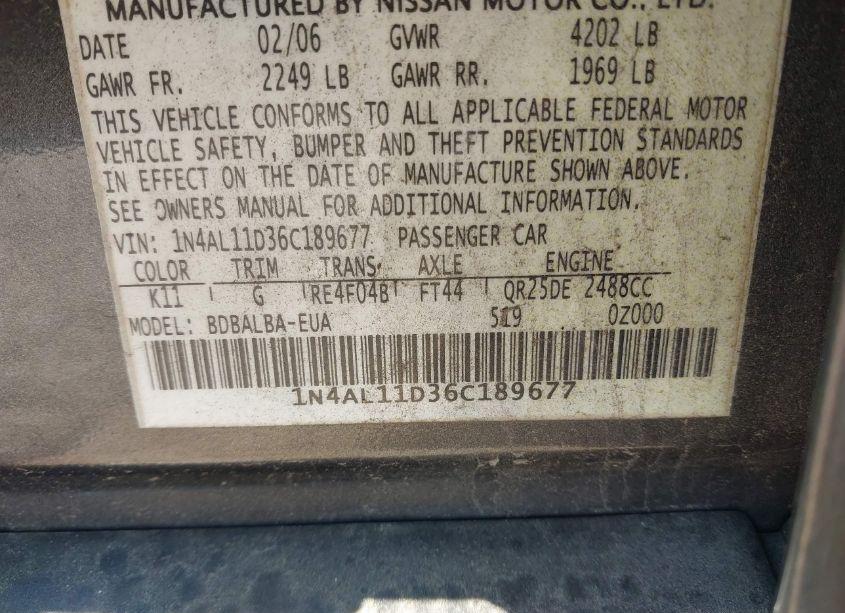 MANUFACTURED BY NISSAN MOTOR CO., LTD.
DATE 02/06 GVWR 4202 LB
GAWR FR. 2249 LB GAWR RR. 1969 LB
THIS VEHICLE CONFORMS TO ALL APPLICABLE FEDERAL MOTOR
VEHICLE SAFETY, BUMPER AND THEFT PREVENTION STANDARDS
IN EFFECT ON THE DATE OF MANUFACTURE SHOWN ABOVE.
SEE OWNERS MANUAL FOR ADDITIONAL INFORMATION.
VIN: 1N4AL11D36C189677 PASSENGER CAR
COLOR TRIM TRANS AXLE ENGINE
K11 G RE4F04B FT44 QR25DE 2488CC
MODEL: BDBALBA-EUA 519 0Z000
1N4AL11D36C189677